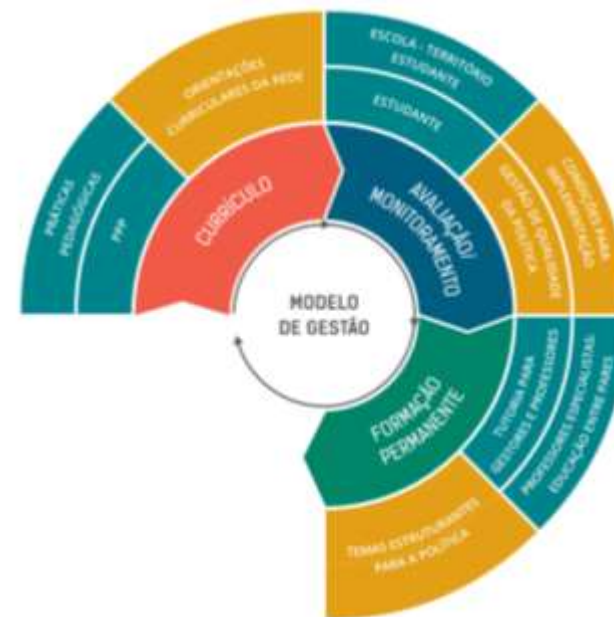 PRÁTICAS
PEDAGÓGICAS
PPP
ORIENTAÇÕES
CURRICULARES DA REDE
CURRÍCULO
ESCOLA - TERRITÓRIO
ESTUDANTE
ESTUDANTE
AVALIAÇÃO/
MONITORAMENTO
CONDIÇÕES PARA
IMPLEMENTAÇÃO
GESTÃO DE QUALIDADE
DA POLÍTICA
MODELO
DE GESTÃO
FORMAÇÃO
PERMANENTE
TUTORIA PARA
GESTORES E PROFESSORES
PROFESSORES ESPECIALISTAS:
EDUCAÇÃO ENTRE PARES
TEMAS ESTRUTURANTES
PARA A POLÍTICA